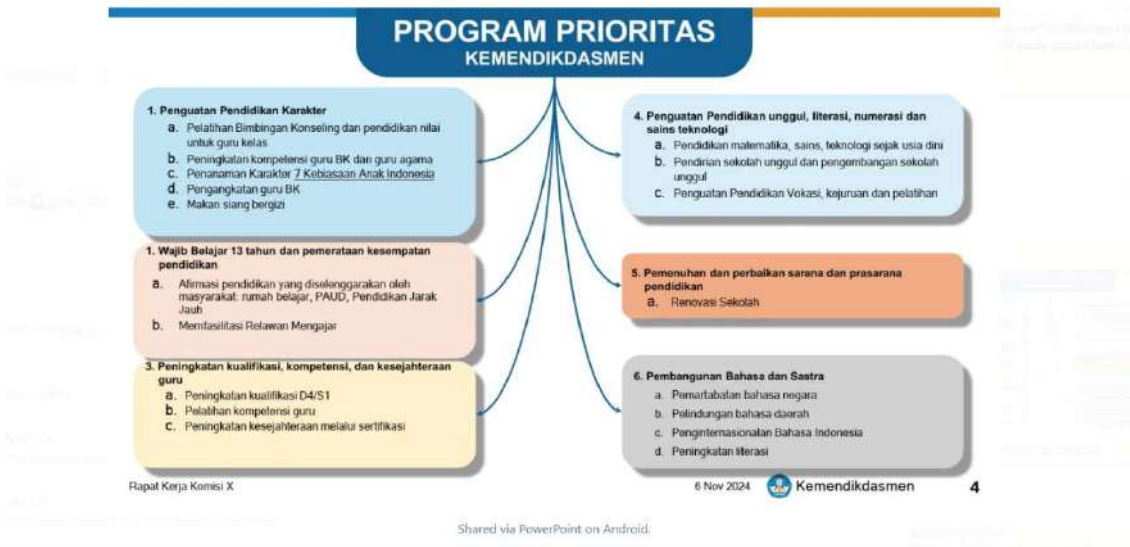 PROGRAM PRIORITAS
KEMENDIKDASMEN
1. Penguatan Pendidikan Karakter
a. Pelatihan Bimbingan Konseling dan pendidikan nilai
untuk guru kelas
b. Peningkatan kompetensi guru BK dan guru agama
c. Penanaman Karakter 7 Kebiasaan Anak Indonesia
d. Pengangkatan guru BK
e. Makan siang bergizi
1. Wajib Belajar 13 tahun dan pemerataan kesempatan
pendidikan
a. Afirmasi pendidikan yang diselenggarakan oleh
masyarakat: rumah belajar, PAUD, Pendidikan Jarak
Jauh
b. Memfasilitasi Relawan Mengajar
3. Peningkatan kualifikasi, kompetensi, dan kesejahteraan
guru
a. Peningkatan kualifikasi D4/S1
b. Pelatihan kompetensi guru
c. Peningkatan kesejahteraan melalui sertifikasi
4. Penguatan Pendidikan unggul, literasi, numerasi dan
sains teknologi
a. Pendidikan matematika, sains, teknologi sejak usia dini
b. Pendirian sekolah unggul dan pengembangan sekolah
unggul
c. Penguatan Pendidikan Vokasi, kejuruan dan pelatihan
5. Pemenuhan dan perbaikan sarana dan prasarana
pendidikan
a. Renovasi Sekolah
6. Pembangunan Bahasa dan Sastra
a. Pemartabatan bahasa negara
b. Pelindungan bahasa daerah
c. Penginternasionalan Bahasa Indonesia
d. Peningkatan literasi
Rapat Kerja Komisi X
6 Nov 2024
Kemendikdasmen
4
Shared via PowerPoint on Android.